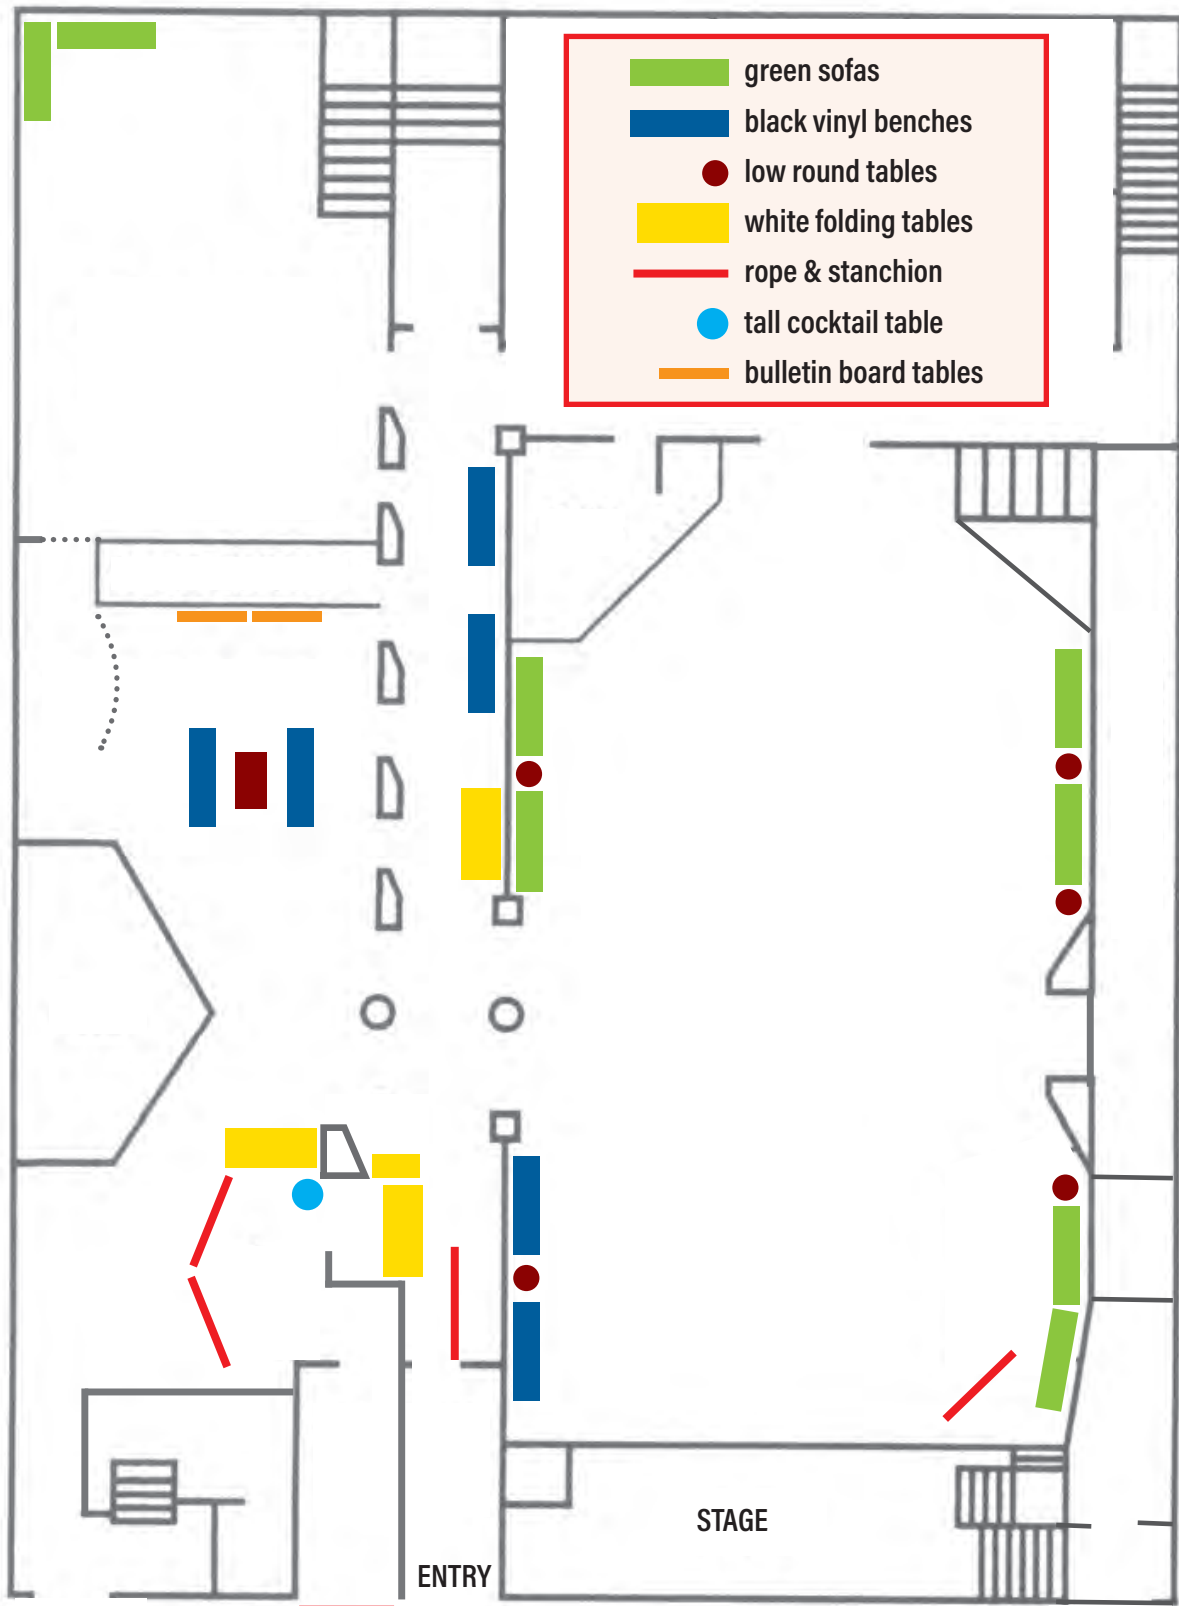 green sofas
black vinyl benches
low round tables
white folding tables
rope & stanchion
tall cocktail table
bulletin board tables
STAGE
ENTRY